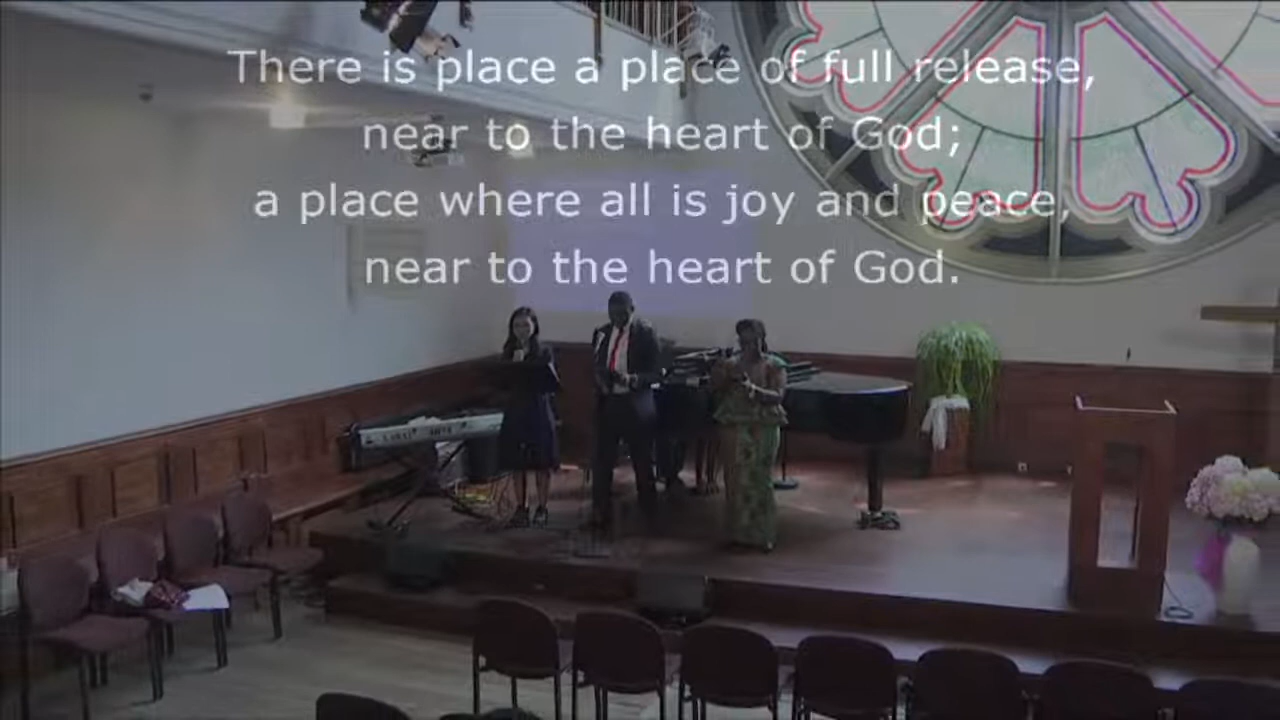 There is place a place of full release,
near to the heart of God;
a place where all is joy and peace,
near to the heart of God.